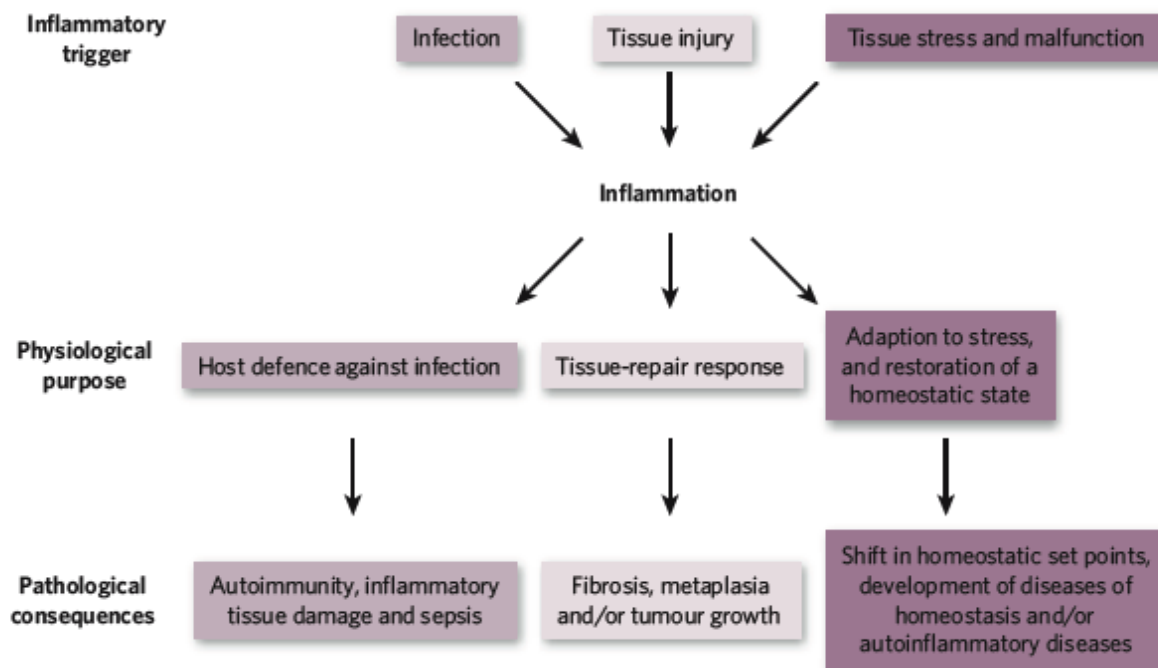 Inflammatory
trigger
Infection
Tissue injury
Tissue stress and malfunction
Inflammation
Physiological
purpose
Host defence against infection
Tissue-repair response
Adaption to stress,
and restoration of a
homeostatic state
Pathological
consequences
Autoimmunity, inflammatory
tissue damage and sepsis
Fibrosis, metaplasia
and/or tumour growth
Shift in homeostatic set points,
development of diseases of
homeostasis and/or
autoinflammatory diseases